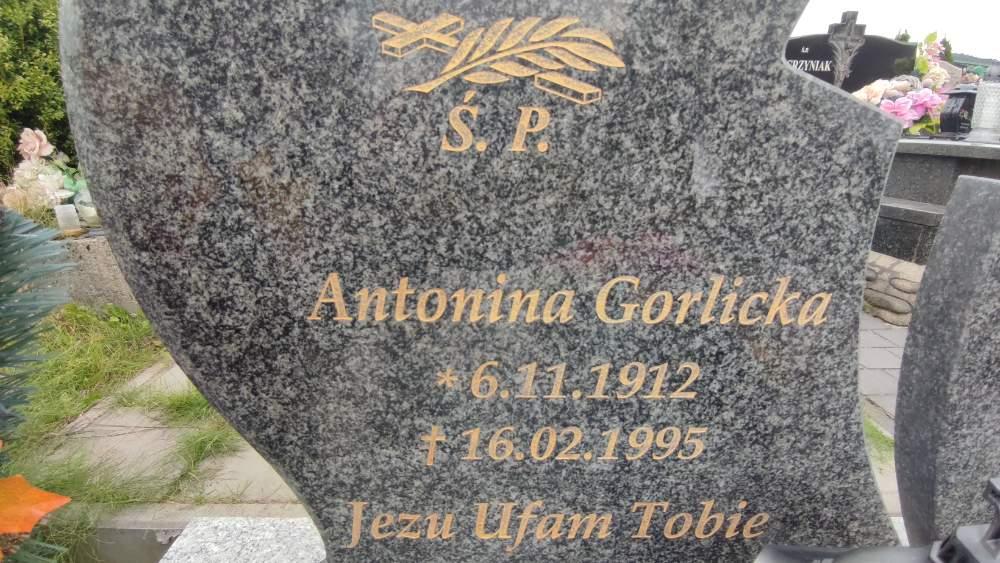 Ś. P.
Antonina Gorlicka
* 6.11.1912
† 16.02.1995
Jezu Ufam Tobie